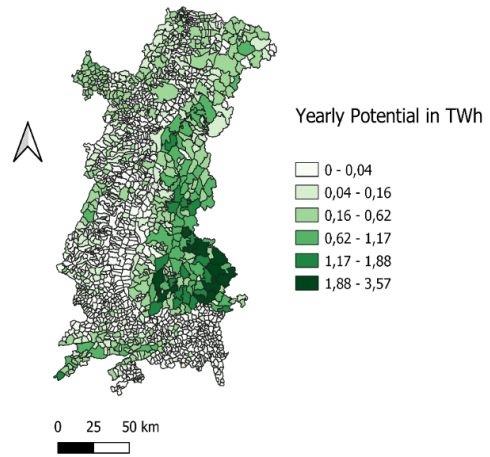 Yearly Potential in TWh
0 - 0,04
0,04 - 0,16
0,16 - 0,62
0,62 - 1,17
1,17 - 1,88
1,88 - 3,57
0 25 50 km